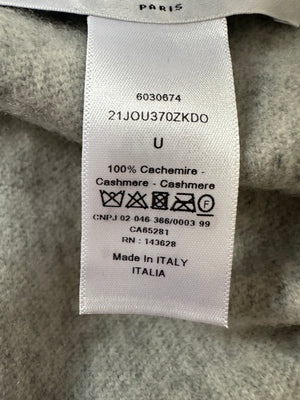 PARIS
6030674
21JOU370ZKDO
U
100% Cachemire -
Cashmere - Cashmere
F
CNPJ 02-046-366/0003 99
CA65281
RN : 143628
Made In ITALY
ITALIA